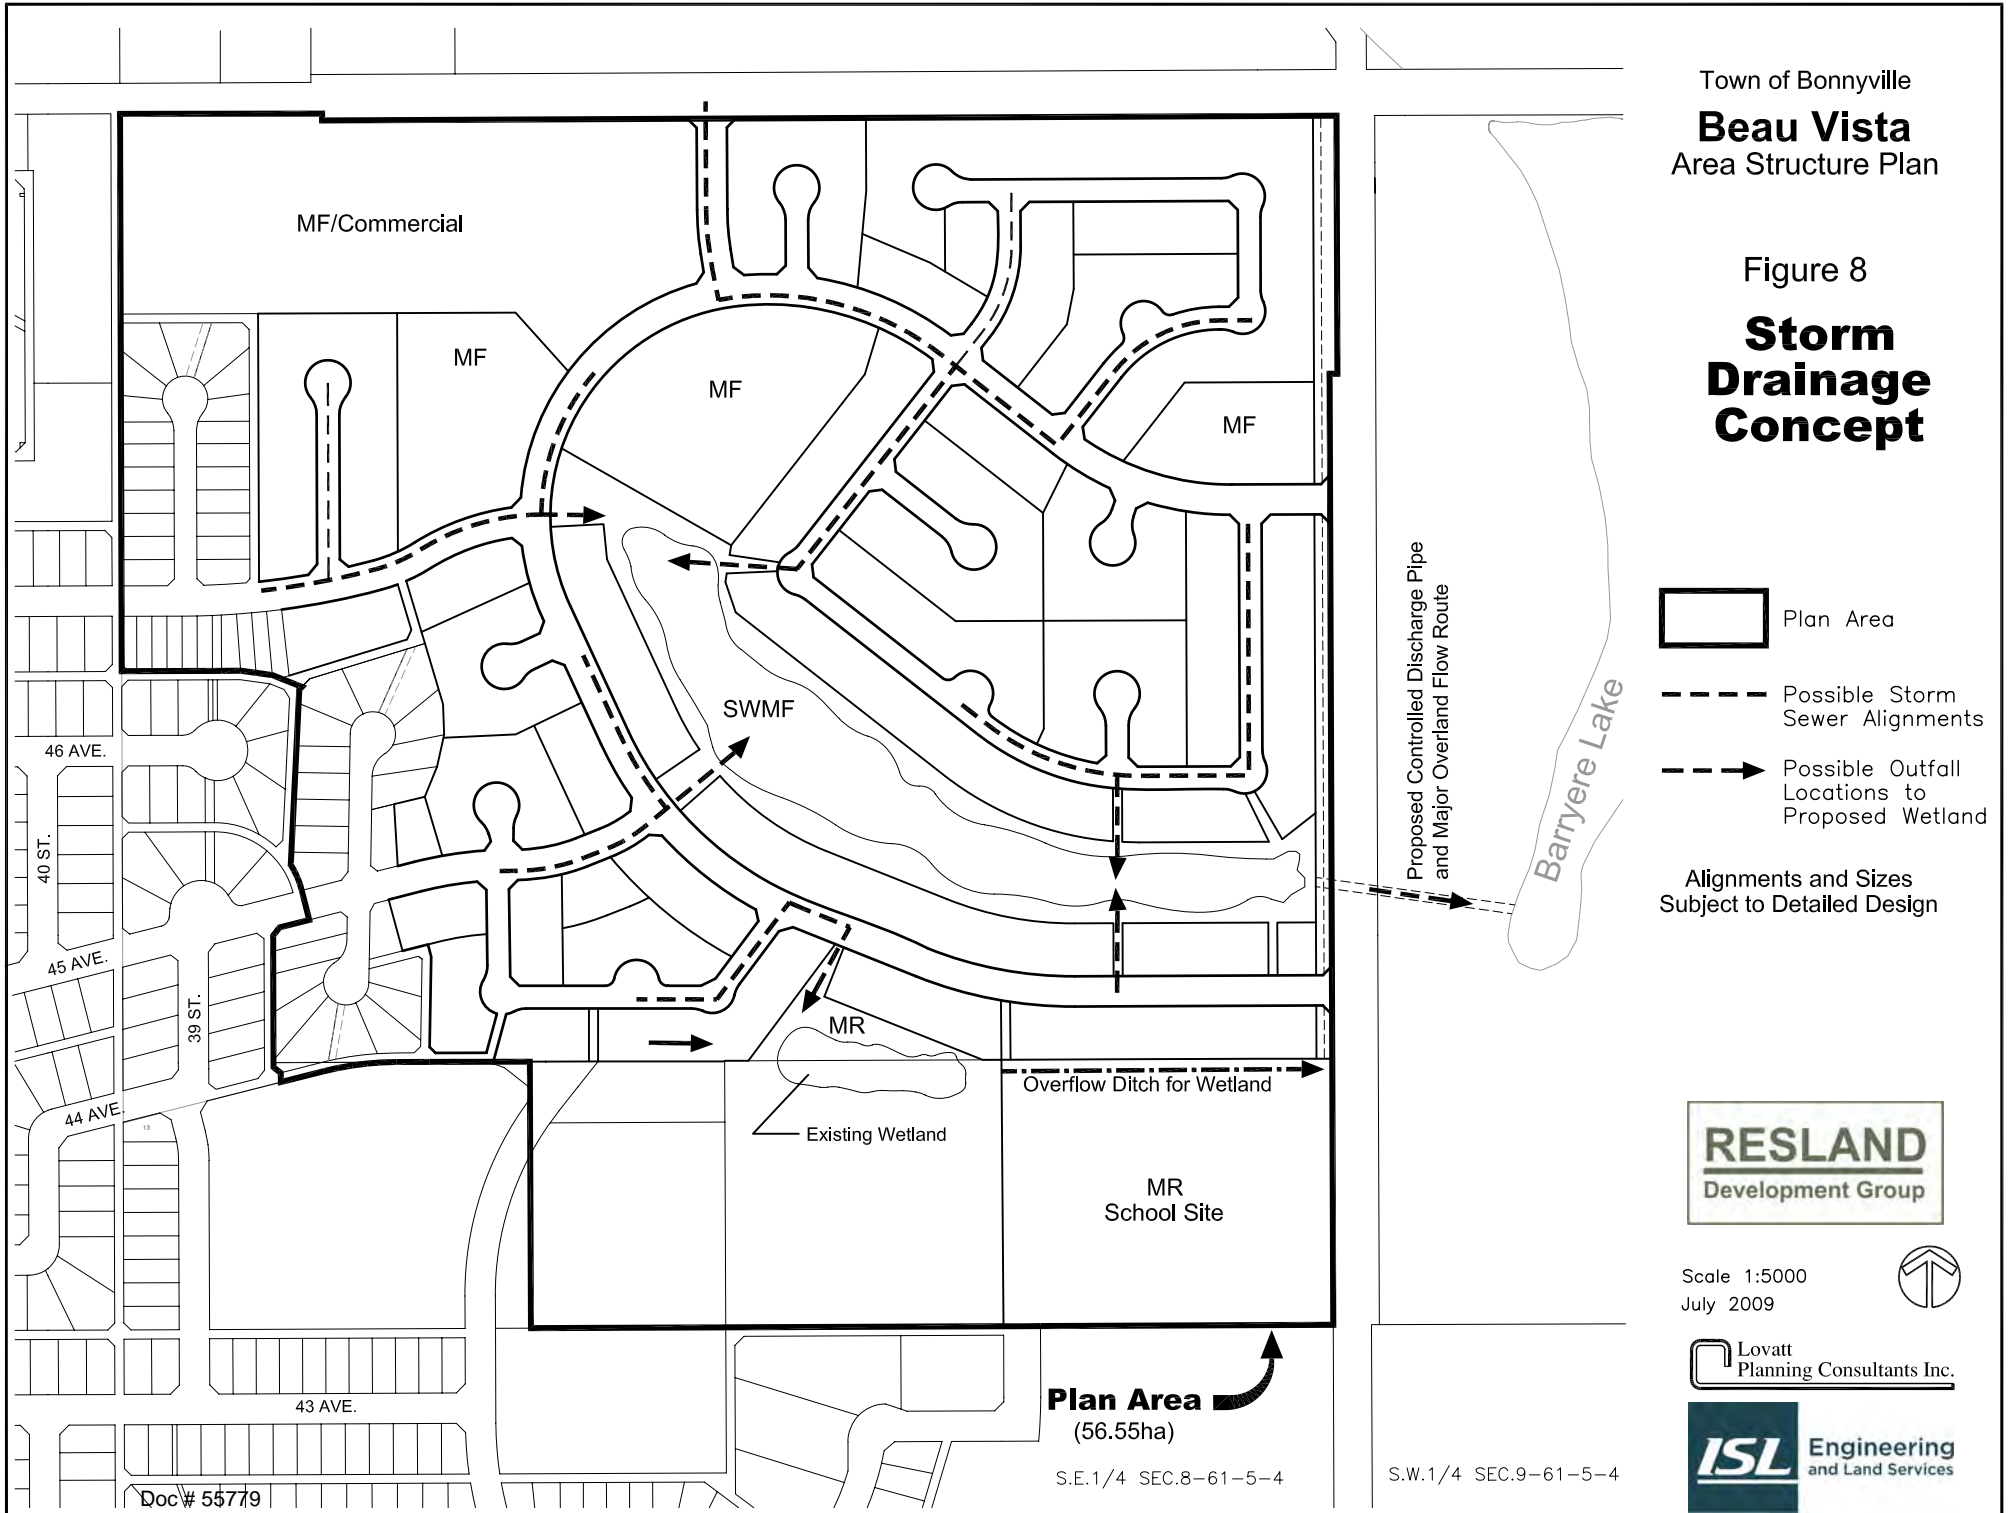 Town of Bonnyville
Beau Vista
Area Structure Plan
Figure 8
Storm
Drainage
Concept
Plan Area
Possible Storm
Sewer Alignments
Possible Outfall
Locations to
Proposed Wetland
Alignments and Sizes
Subject to Detailed Design
RESLAND
Development Group
Scale 1:5000
July 2009
Lovatt
Planning Consultants Inc.
ISL
Engineering
and Land Services
MF/Commercial
MF
MF
MF
SWMF
46 AVE.
40 ST.
45 AVE.
39 ST.
44 AVE.
13
43 AVE.
MR
Overflow Ditch for Wetland
Existing Wetland
MR
School Site
Proposed Controlled Discharge Pipe
and Major Overland Flow Route
Barryere Lake
Plan Area
(56.55ha)
S.E.1/4 SEC.8-61-5-4
S.W.1/4 SEC.9-61-5-4
Doc # 55779